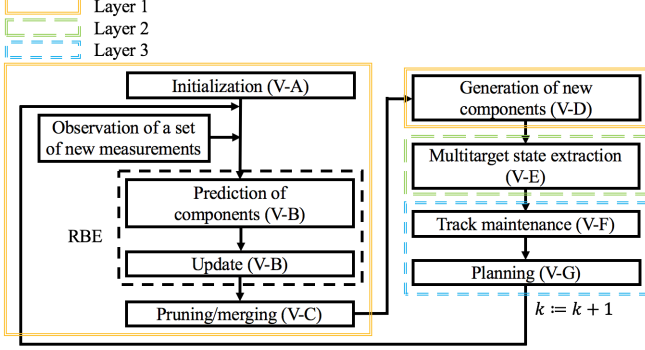 Layer 1
Layer 2
Layer 3
Initialization (V-A)
Observation of a set
of new measurements
Prediction of
components (V-B)
RBE
Update (V-B)
Pruning/merging (V-C)
Generation of new
components (V-D)
Multitarget state extraction
(V-E)
Track maintenance (V-F)
Planning (V-G)
k ≔ k + 1